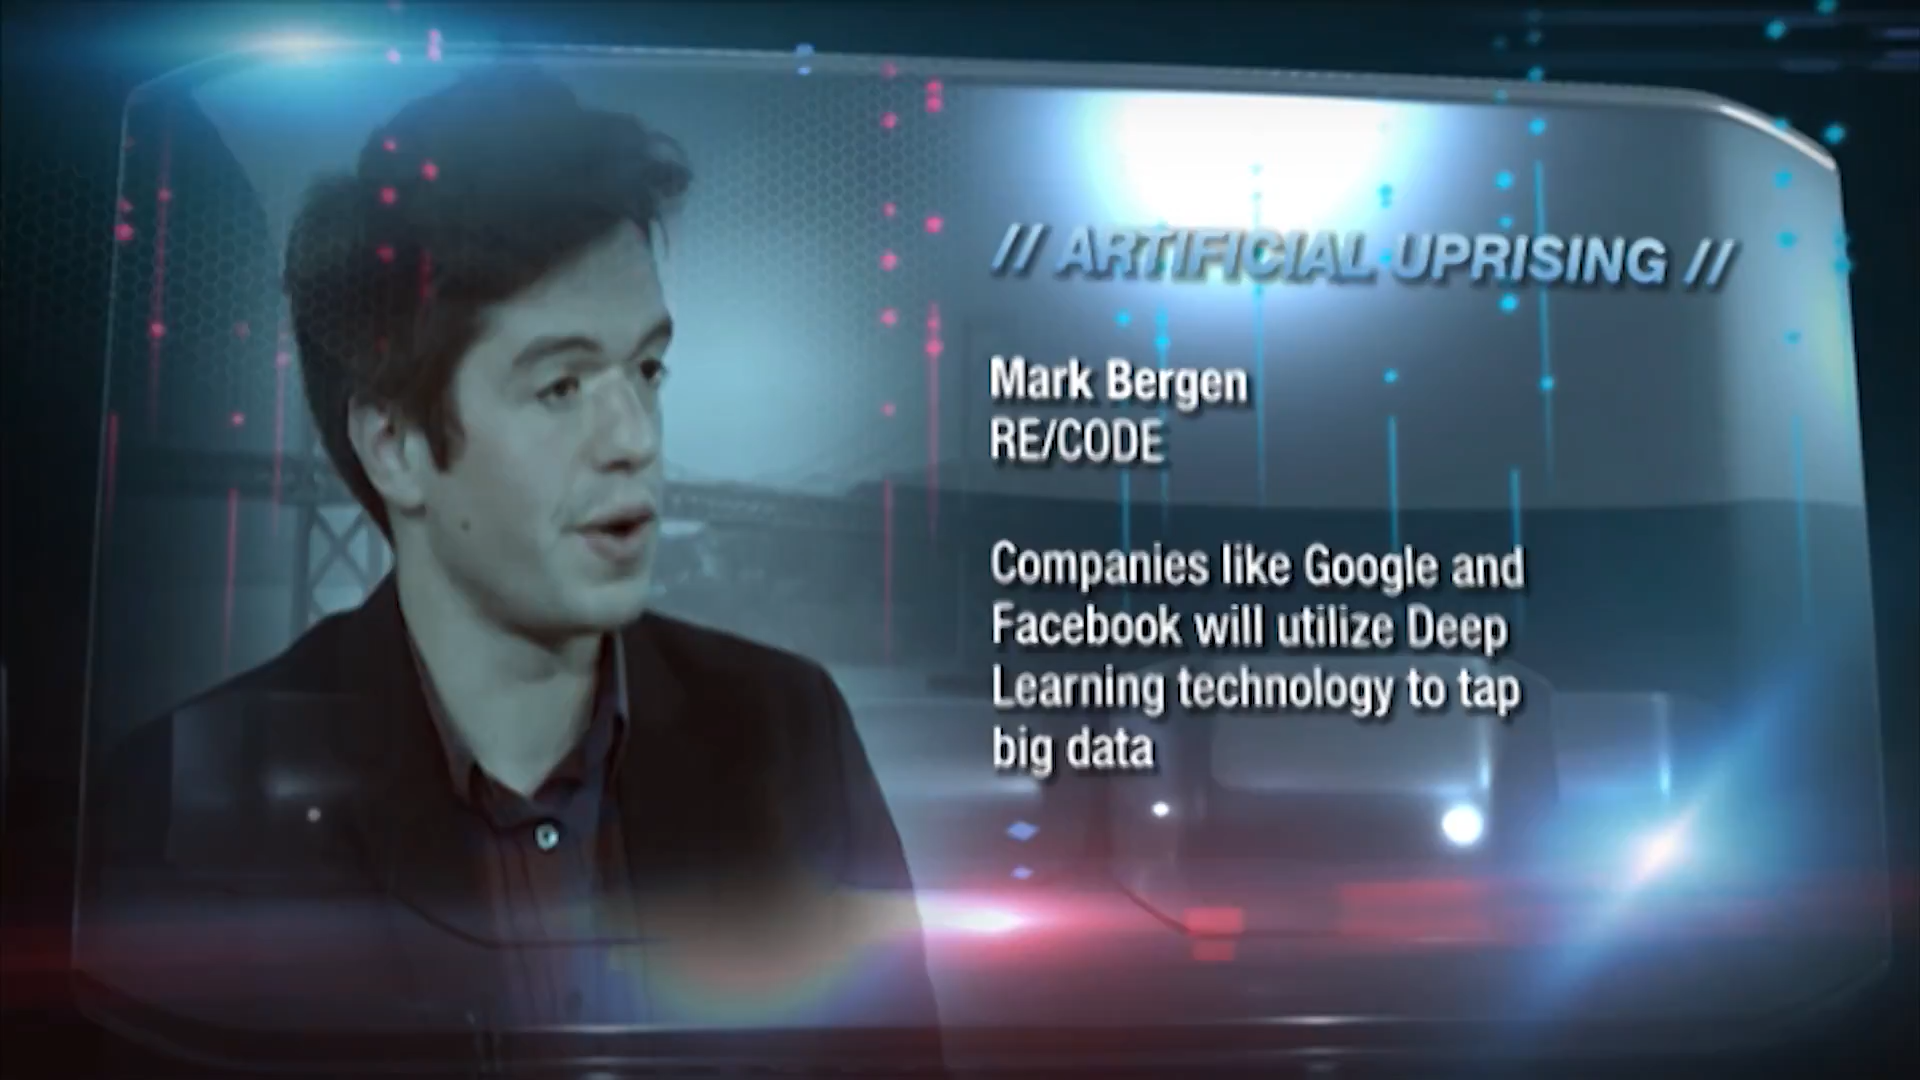 // ARTIFICIAL UPRISING //
Mark Bergen
RE/CODE
Companies like Google and
Facebook will utilize Deep
Learning technology to tap
big data